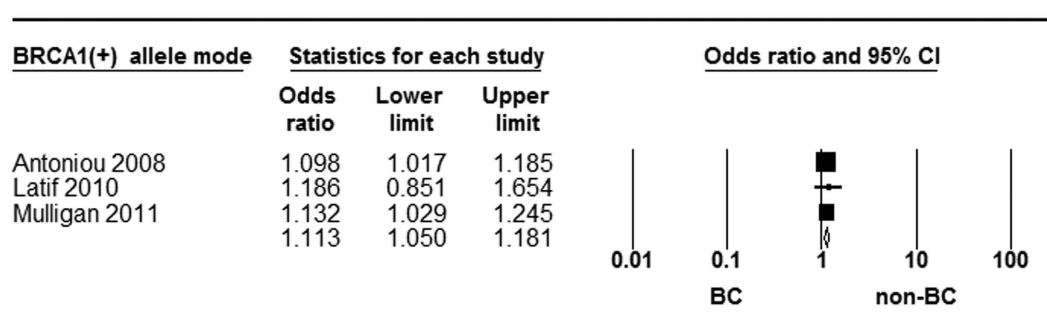 BRCA1(+) allele mode Statistics for each study Odds ratio and 95% CI
Odds ratio Lower limit Upper limit
Antoniou 2008 1.098 1.017 1.185
Latif 2010 1.186 0.851 1.654
Mulligan 2011 1.132 1.029 1.245
1.113 1.050 1.181
0.01 0.1 1 10 100
BC non-BC